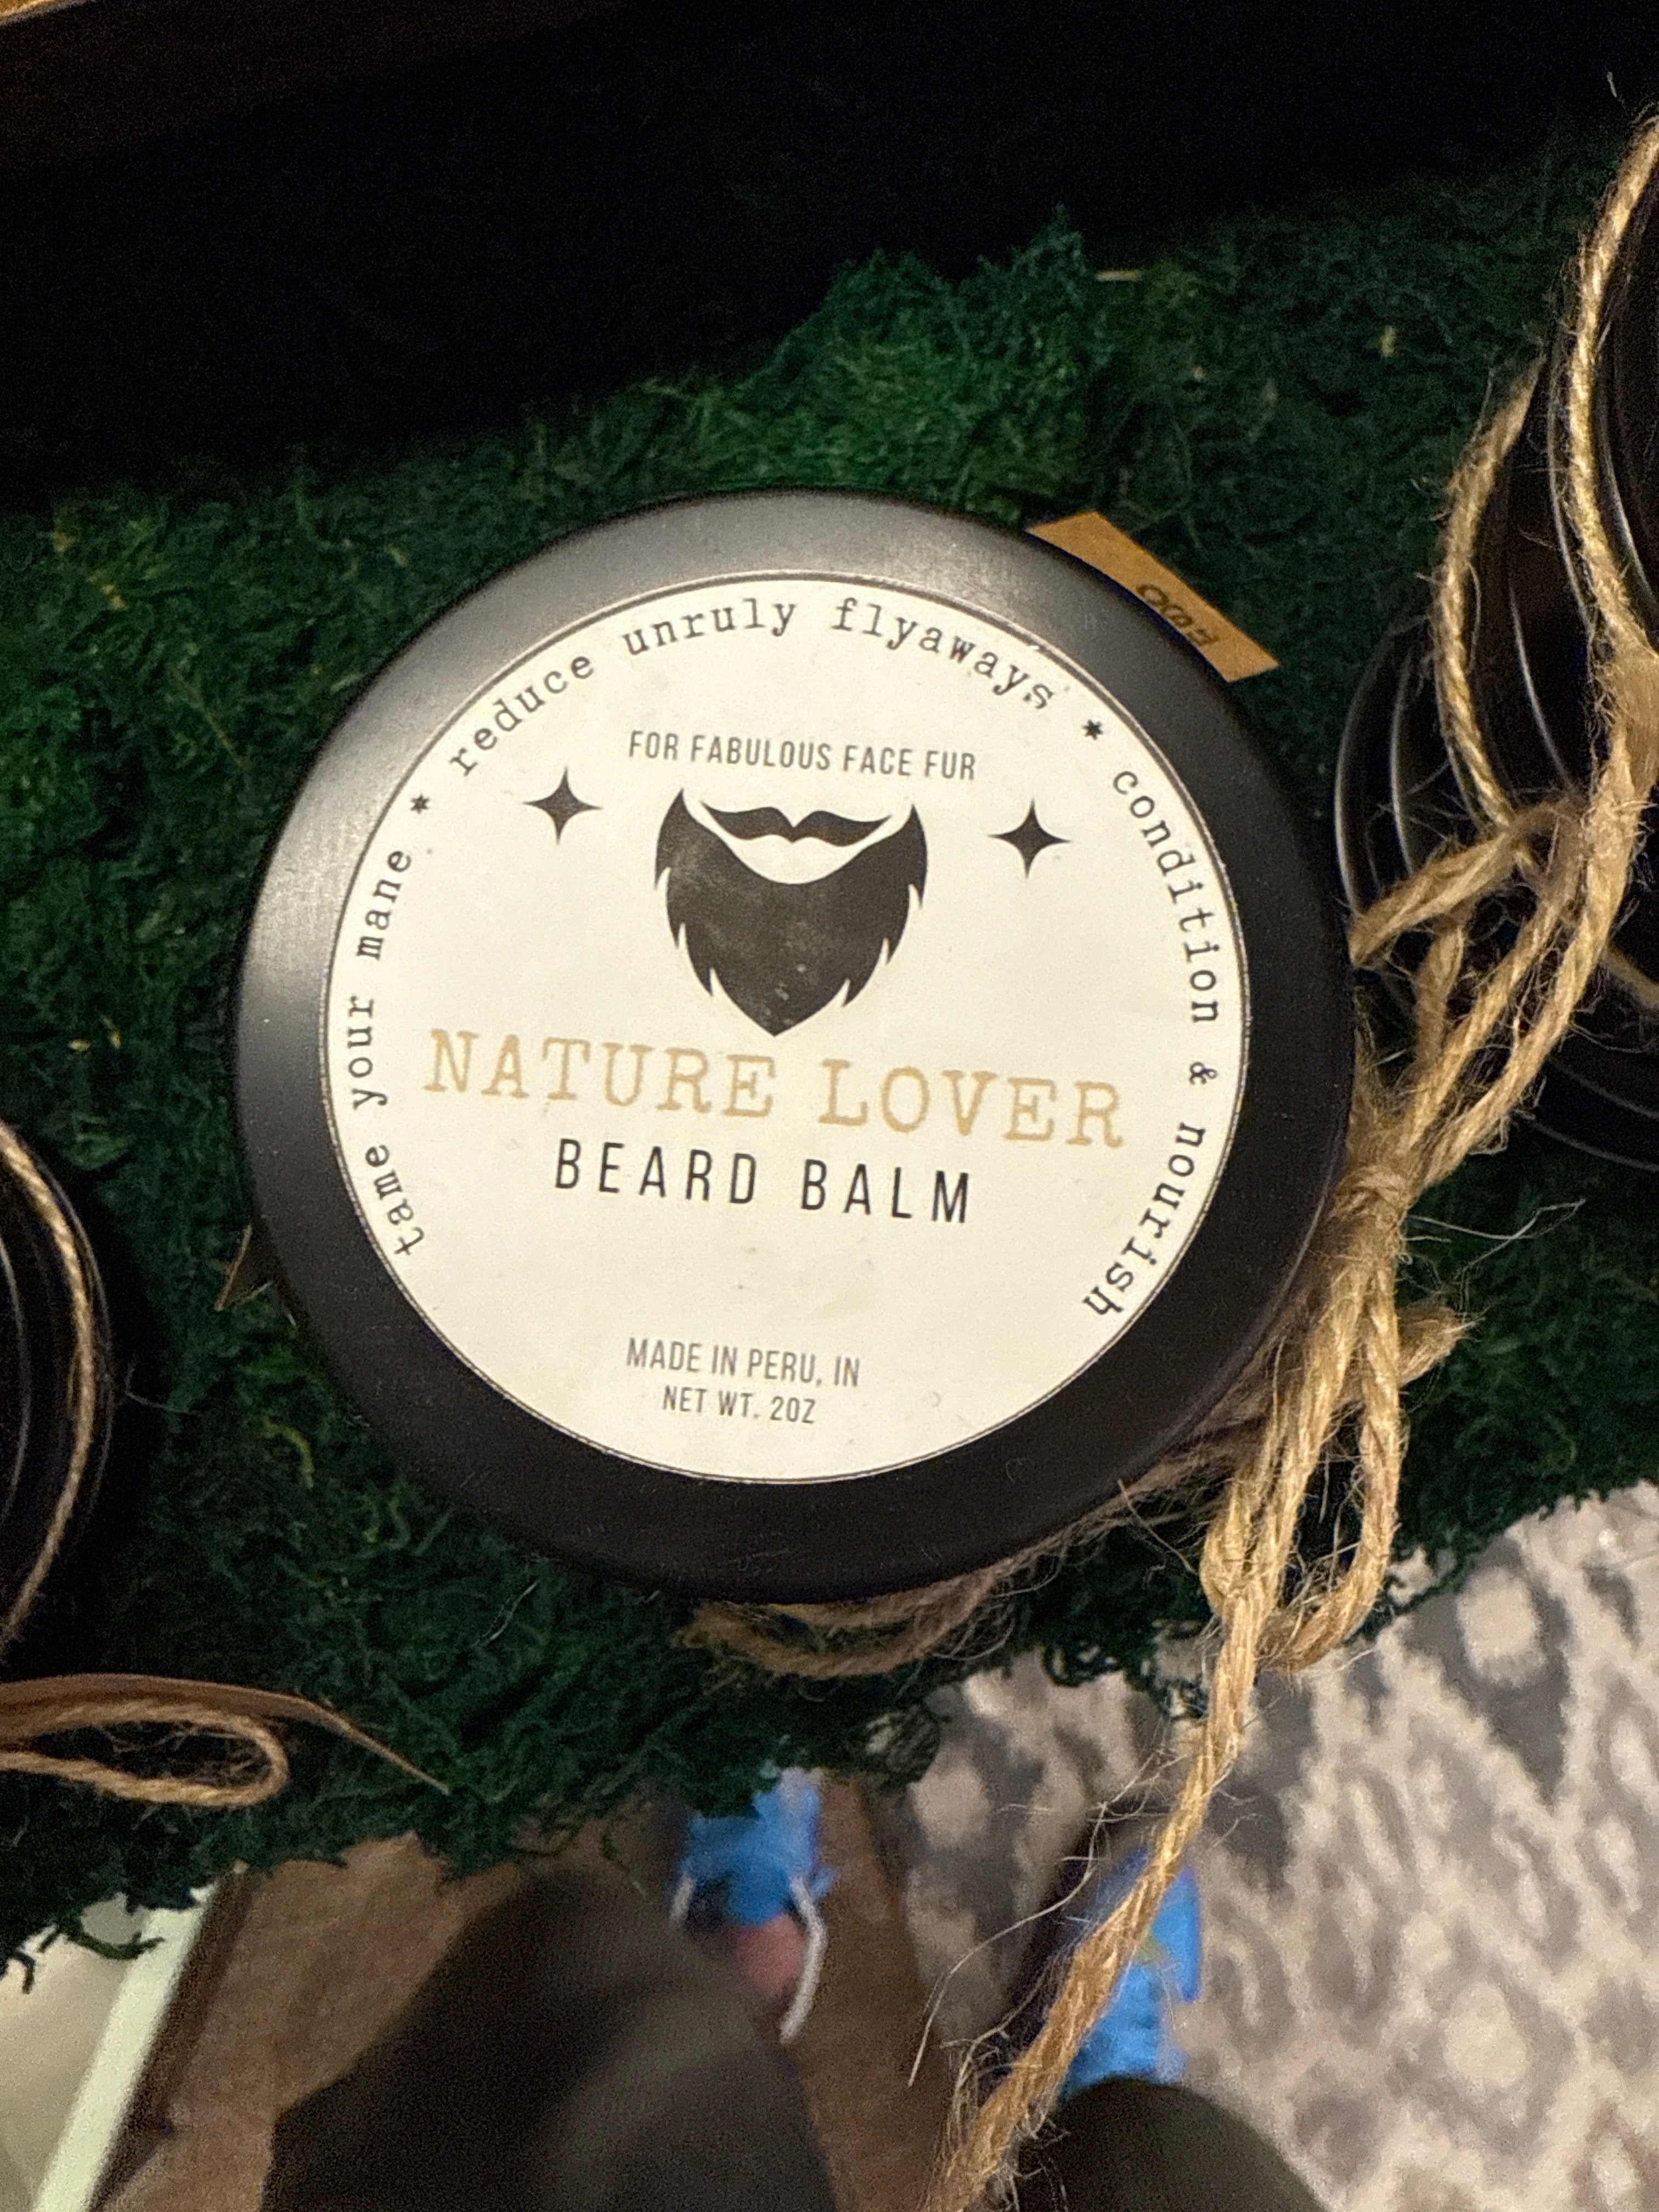 tame your mane * reduce unruly flyaways * condition & nourish
FOR FABULOUS FACE FUR
NATURE LOVER
BEARD BALM
MADE IN PERU, IN
NET WT. 2OZ